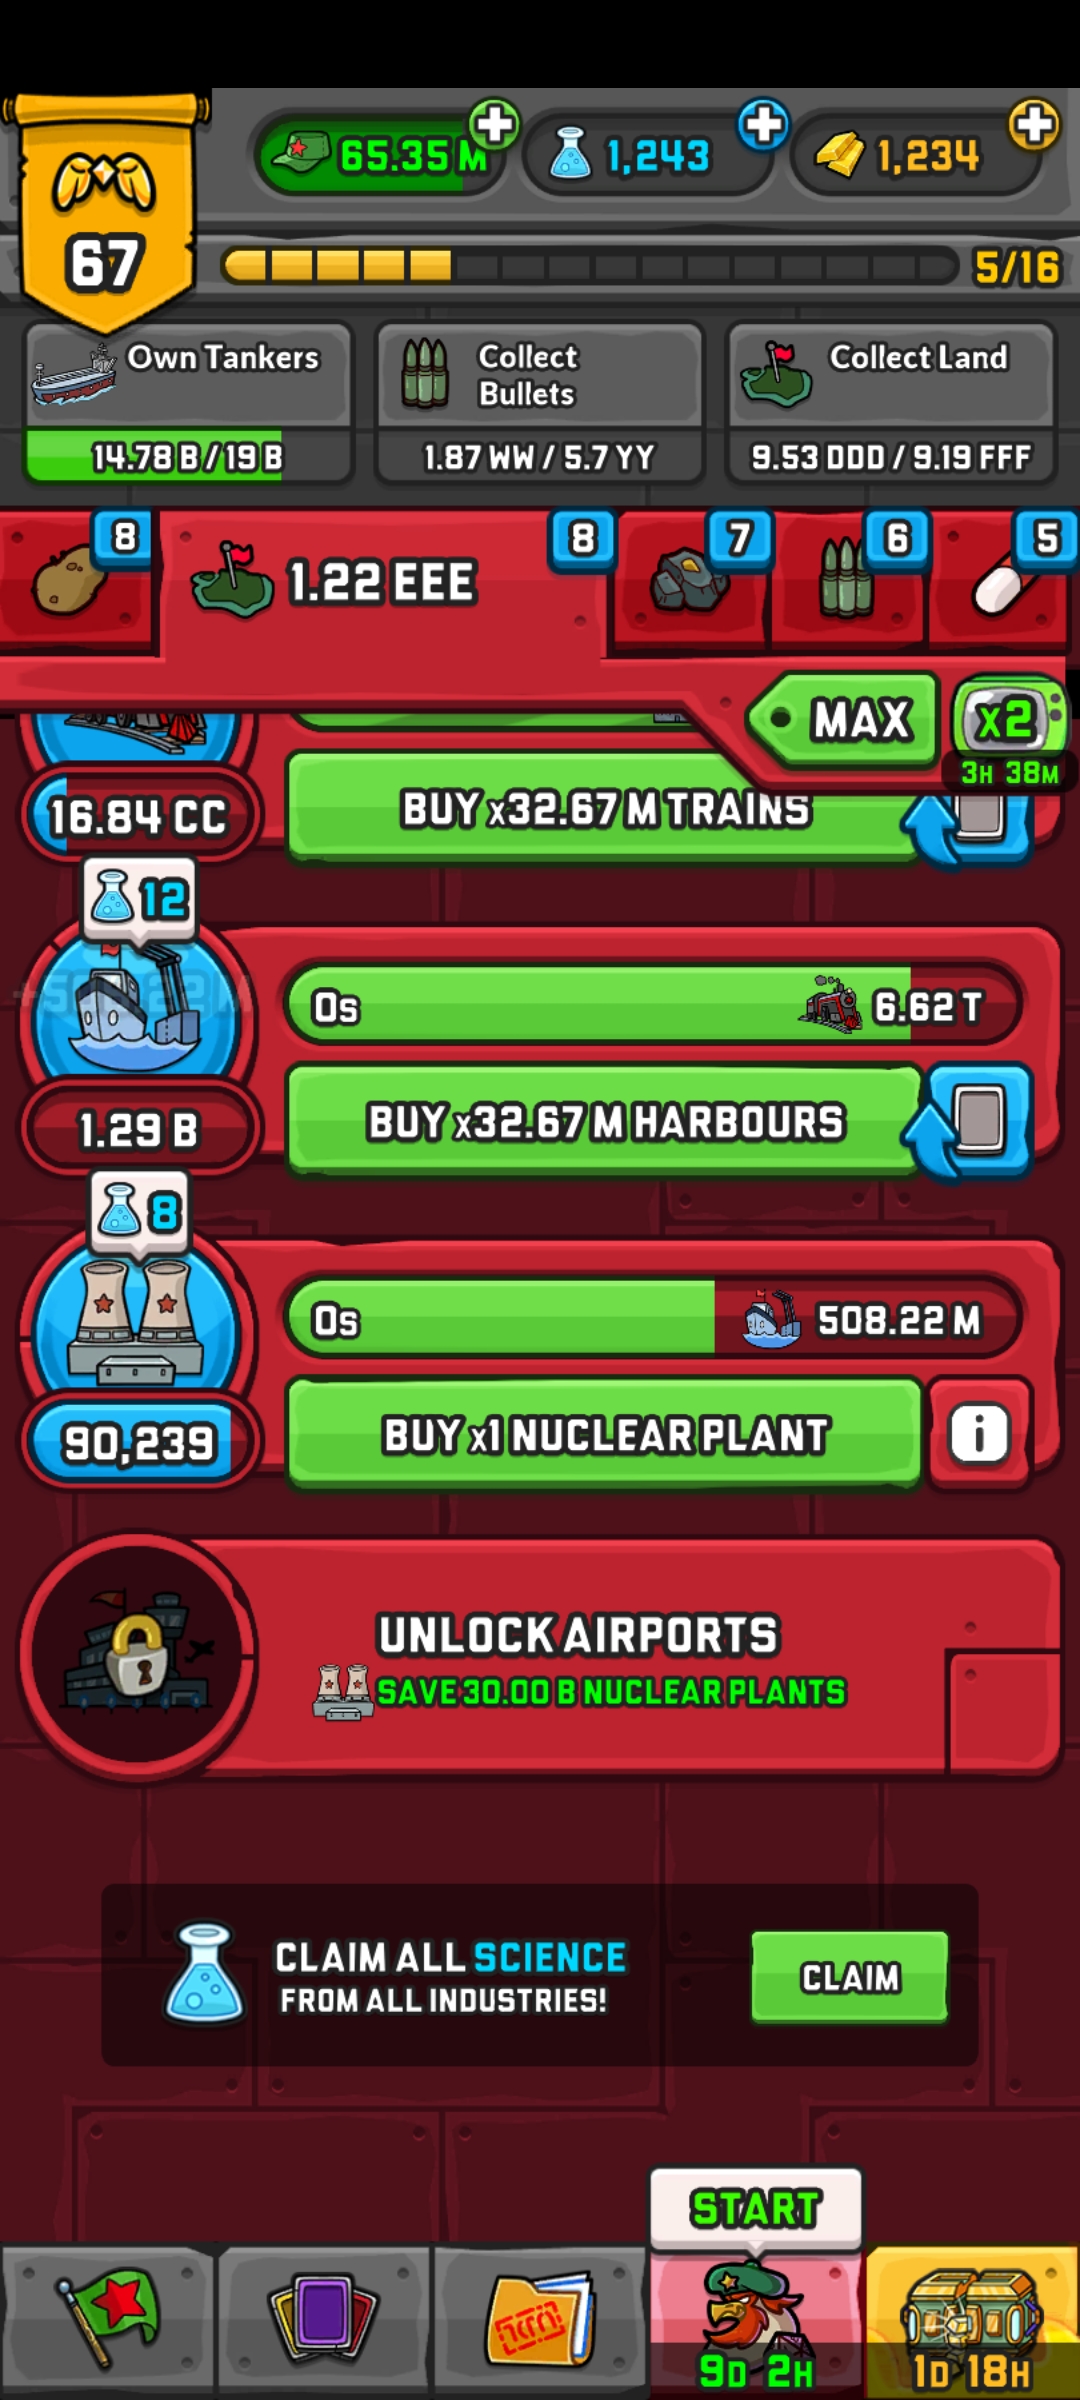 65.35 M
1,243
1,234
67
5/16
Own Tankers
14.78 B / 19 B
Collect
Bullets
1.87 WW / 5.7 YY
Collect Land
9.53 DDD / 9.19 FFF
8
1.22 EEE
8
7
6
5
MAX
x2
3H 38M
16.84 CC
BUY x32.67 M TRAINS
12
0s
6.62 T
1.29 B
BUY x32.67 M HARBOURS
8
0s
508.22 M
90,239
BUY x1 NUCLEAR PLANT
i
UNLOCK AIRPORTS
SAVE 30.00 B NUCLEAR PLANTS
CLAIM ALL SCIENCE
FROM ALL INDUSTRIES!
CLAIM
START
9D 2H
1D 18H